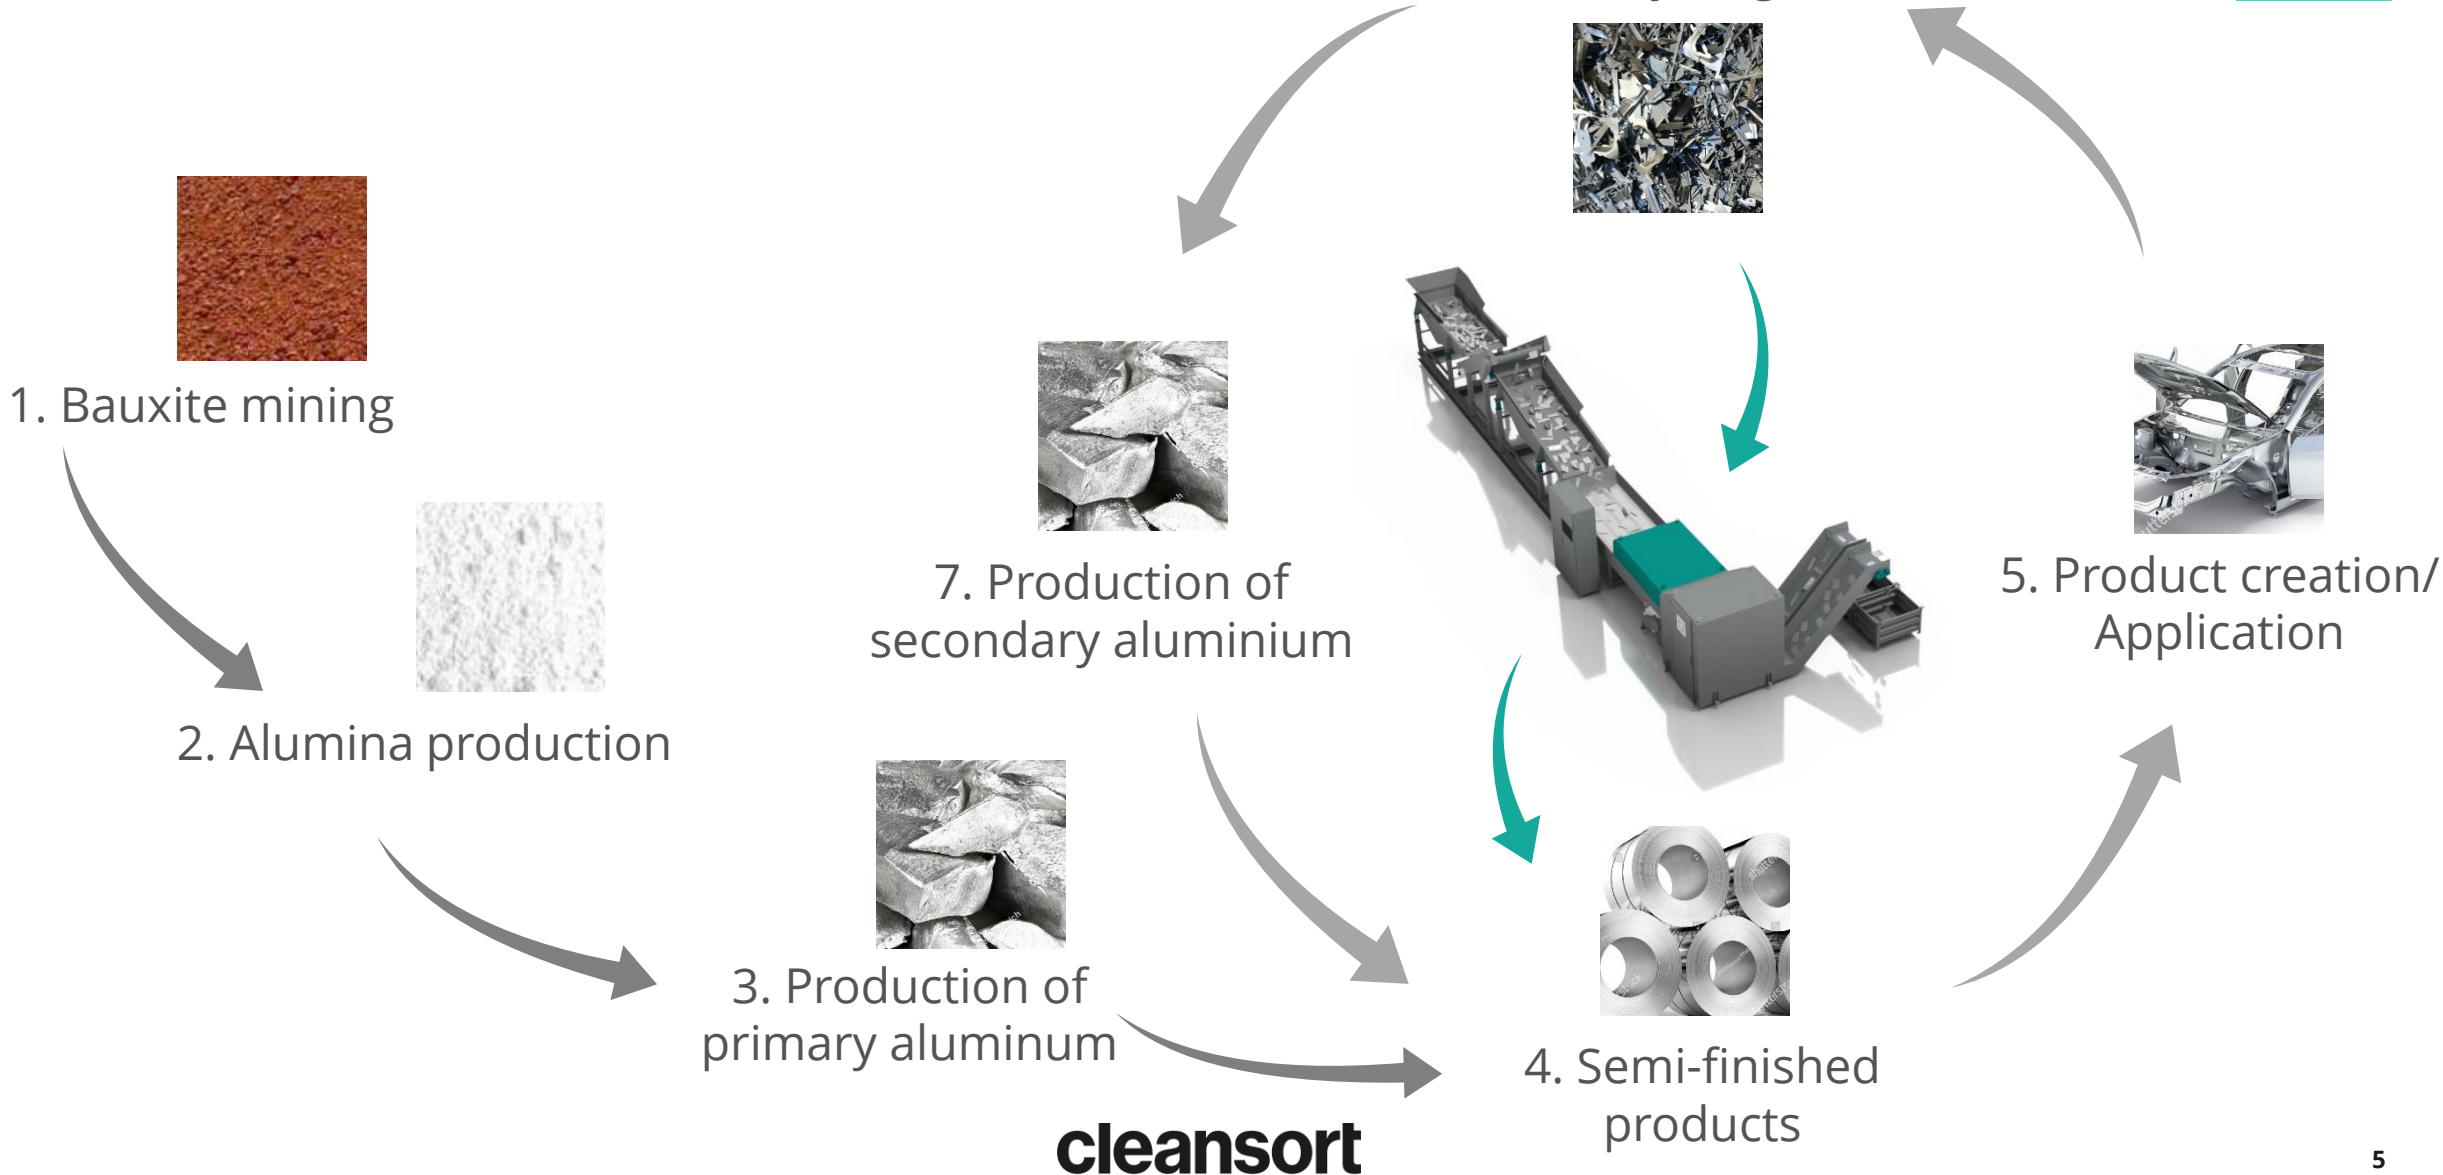 1. Bauxite mining
2. Alumina production
7. Production of
secondary aluminium
5. Product creation/
Application
3. Production of
primary aluminum
4. Semi-finished
products
cleansort
5